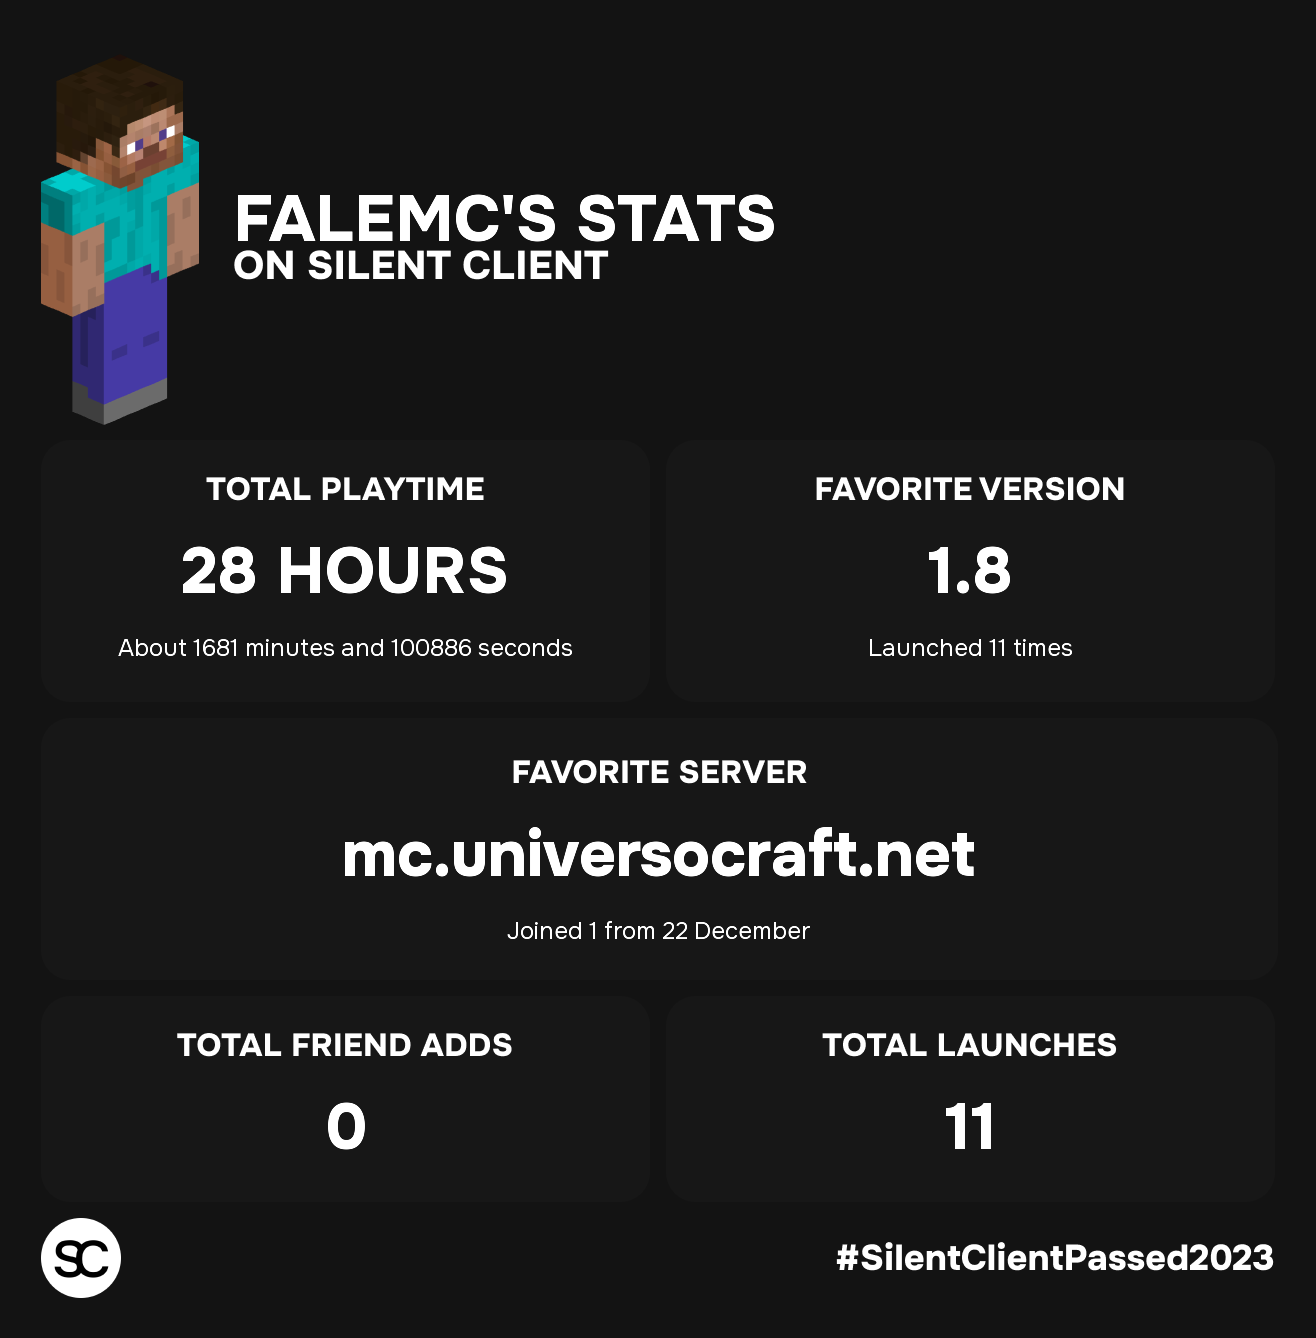 FALEMC'S STATS
ON SILENT CLIENT
TOTAL PLAYTIME
28 HOURS
About 1681 minutes and 100886 seconds
FAVORITE VERSION
1.8
Launched 11 times
FAVORITE SERVER
mc.universocraft.net
Joined 1 from 22 December
TOTAL FRIEND ADDS
0
TOTAL LAUNCHES
11
SC
#SilentClientPassed2023